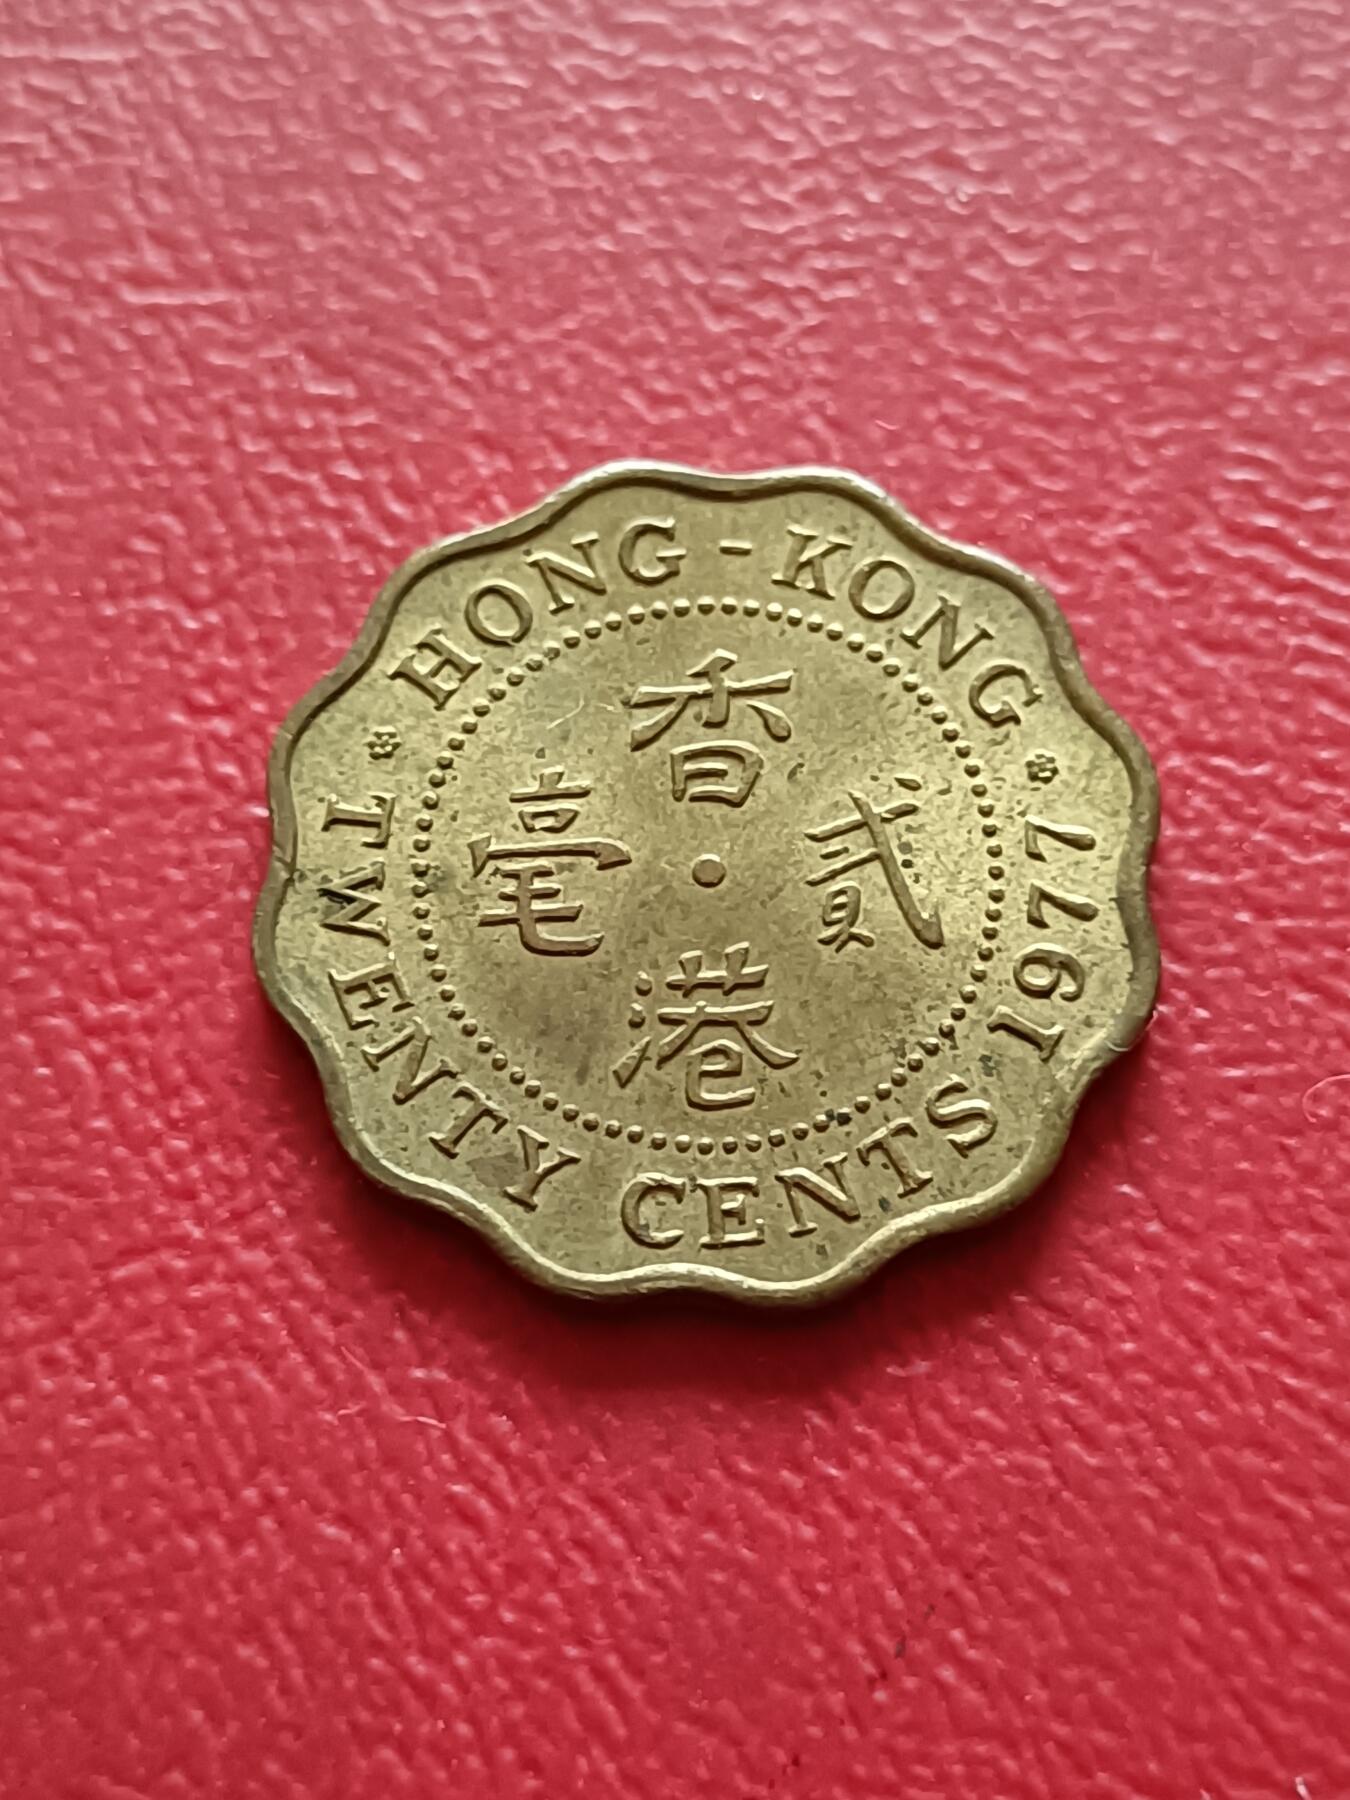 HONG - KONG
1977
TWENTY CENTS
香港
貳毫